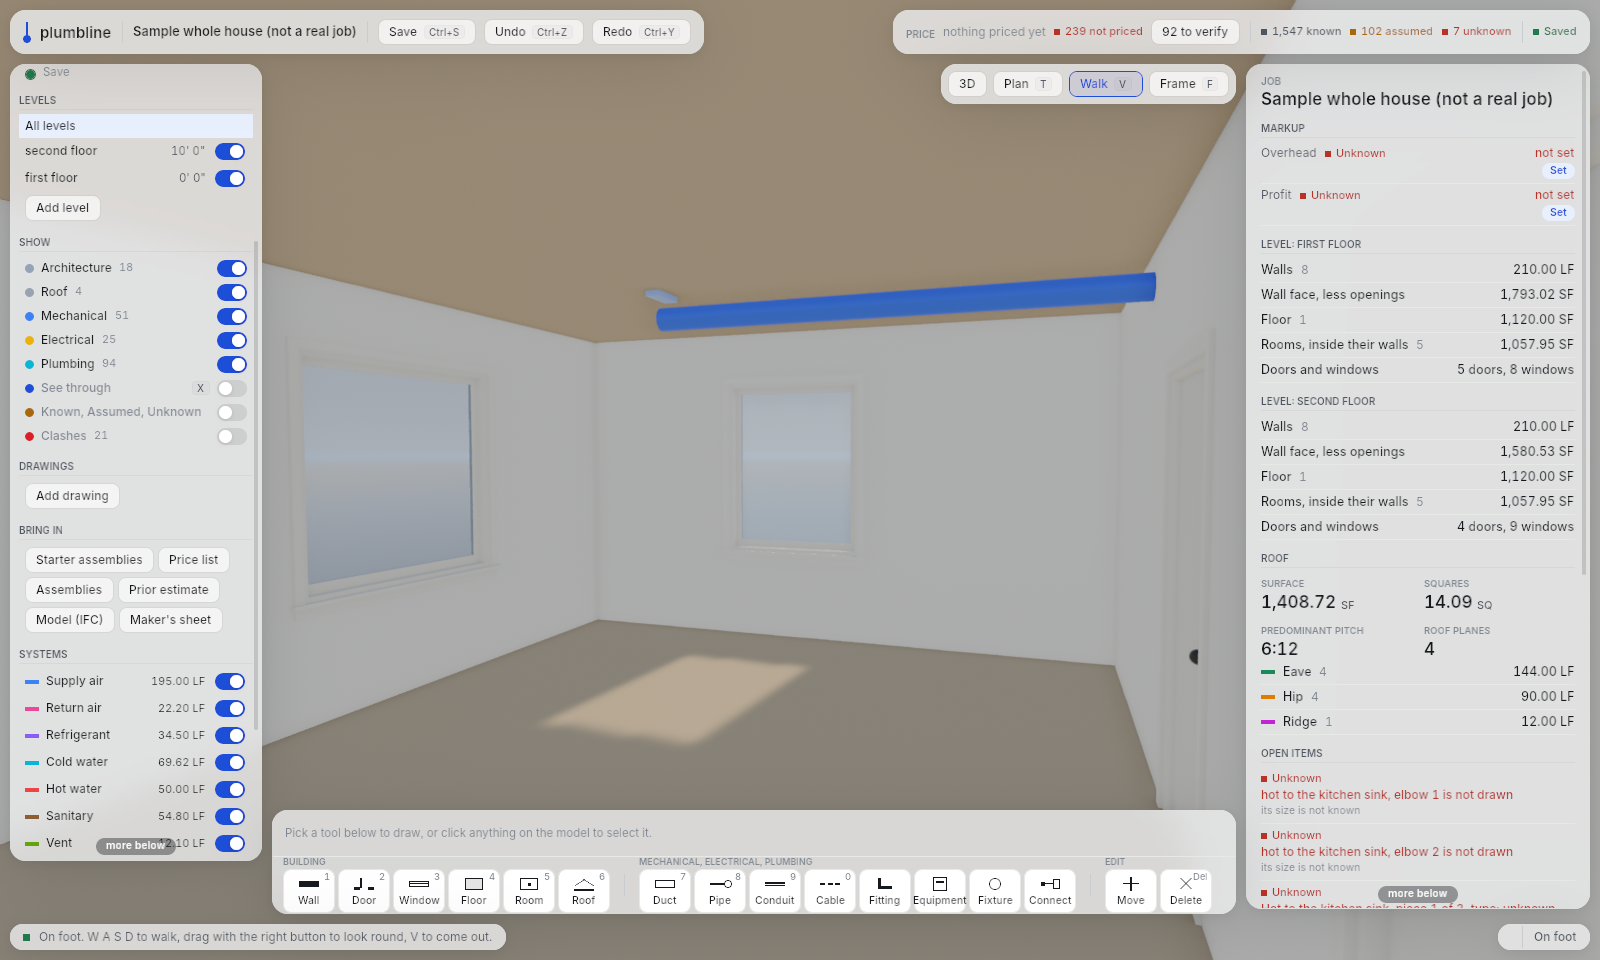 plumbline
Sample whole house (not a real job)
Save Ctrl+S
Undo Ctrl+Z
Redo Ctrl+Y
PRICE nothing priced yet 239 not priced 92 to verify 1,547 known 102 assumed 7 unknown Saved
3D
Plan T
Walk V
Frame F
Save
LEVELS
All levels
second floor 10' 0"
first floor 0' 0"
Add level
SHOW
Architecture 18
Roof 4
Mechanical 51
Electrical 25
Plumbing 94
See through X
Known, Assumed, Unknown
Clashes 21
DRAWINGS
Add drawing
BRING IN
Starter assemblies Price list
Assemblies Prior estimate
Model (IFC) Maker's sheet
SYSTEMS
Supply air 195.00 LF
Return air 22.20 LF
Refrigerant 34.50 LF
Cold water 69.62 LF
Hot water 50.00 LF
Sanitary 54.80 LF
Vent
more below
JOB
Sample whole house (not a real job)
MARKUP
Overhead Unknown not set
Set
Profit Unknown not set
Set
LEVEL: FIRST FLOOR
Walls 8 210.00 LF
Wall face, less openings 1,793.02 SF
Floor 1 1,120.00 SF
Rooms, inside their walls 5 1,057.95 SF
Doors and windows 5 doors, 8 windows
LEVEL: SECOND FLOOR
Walls 8 210.00 LF
Wall face, less openings 1,580.53 SF
Floor 1 1,120.00 SF
Rooms, inside their walls 5 1,057.95 SF
Doors and windows 4 doors, 9 windows
ROOF
SURFACE SQUARES
1,408.72 SF 14.09 SQ
PREDOMINANT PITCH ROOF PLANES
6:12 4
Eave 4 144.00 LF
Hip 4 90.00 LF
Ridge 1 12.00 LF
OPEN ITEMS
Unknown
hot to the kitchen sink, elbow 1 is not drawn
its size is not known
Unknown
hot to the kitchen sink, elbow 2 is not drawn
its size is not known
Unknown
more below
Pick a tool below to draw, or click anything on the model to select it.
BUILDING MECHANICAL, ELECTRICAL, PLUMBING EDIT
1 2 3 4 5 6 7 8 9 0 Del
Wall Door Window Floor Room Roof Duct Pipe Conduit Cable Fitting Equipment Fixture Connect Move Delete
On foot. W A S D to walk, drag with the right button to look round, V to come out.
On foot